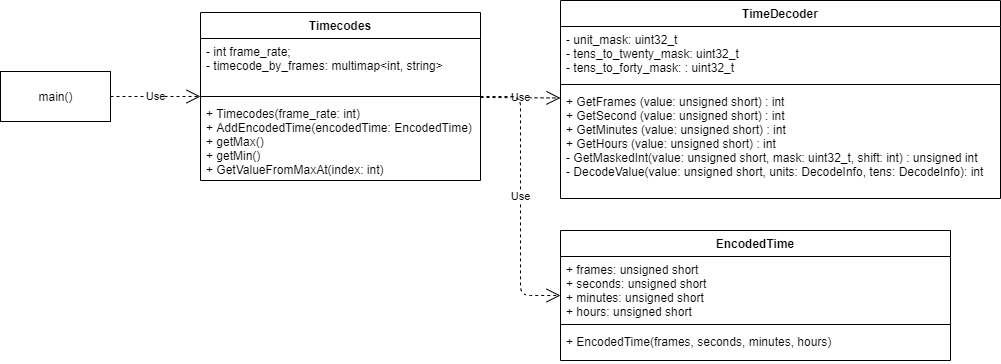 main()
Use
Timecodes
- int frame_rate;
- timecode_by_frames: multimap<int, string>
+ Timecodes(frame_rate: int)
+ AddEncodedTime(encodedTime: EncodedTime)
+ getMax()
+ getMin()
+ GetValueFromMaxAt(index: int)
Use
Use
TimeDecoder
- unit_mask: uint32_t
- tens_to_twenty_mask: uint32_t
- tens_to_forty_mask: : uint32_t
+ GetFrames (value: unsigned short) : int
+ GetSecond (value: unsigned short) : int
+ GetMinutes (value: unsigned short) : int
+ GetHours (value: unsigned short) : int
- GetMaskedInt(value: unsigned short, mask: uint32_t, shift: int) : unsigned int
- DecodeValue(value: unsigned short, units: DecodeInfo, tens: DecodeInfo): int
EncodedTime
+ frames: unsigned short
+ seconds: unsigned short
+ minutes: unsigned short
+ hours: unsigned short
+ EncodedTime(frames, seconds, minutes, hours)